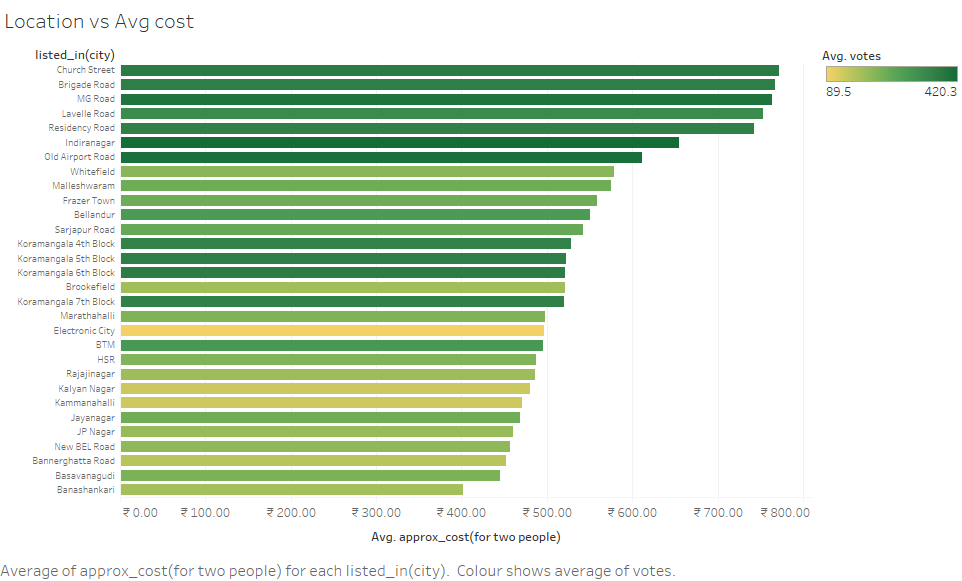 Location vs Avg cost
listed_in(city)
Church Street
Brigade Road
MG Road
Lavelle Road
Residency Road
Indiranagar
Old Airport Road
Whitefield
Malleshwaram
Frazer Town
Bellandur
Sarjapur Road
Koramangala 4th Block
Koramangala 5th Block
Koramangala 6th Block
Brookefield
Koramangala 7th Block
Marathahalli
Electronic City
BTM
HSR
Rajajinagar
Kalyan Nagar
Kammanahalli
Jayanagar
JP Nagar
New BEL Road
Bannerghatta Road
Basavanagudi
Banashankari
₹ 0.00 ₹ 100.00 ₹ 200.00 ₹ 300.00 ₹ 400.00 ₹ 500.00 ₹ 600.00 ₹ 700.00 ₹ 800.00
Avg. approx_cost(for two people)
Avg. votes
89.5 420.3
Average of approx_cost(for two people) for each listed_in(city). Colour shows average of votes.